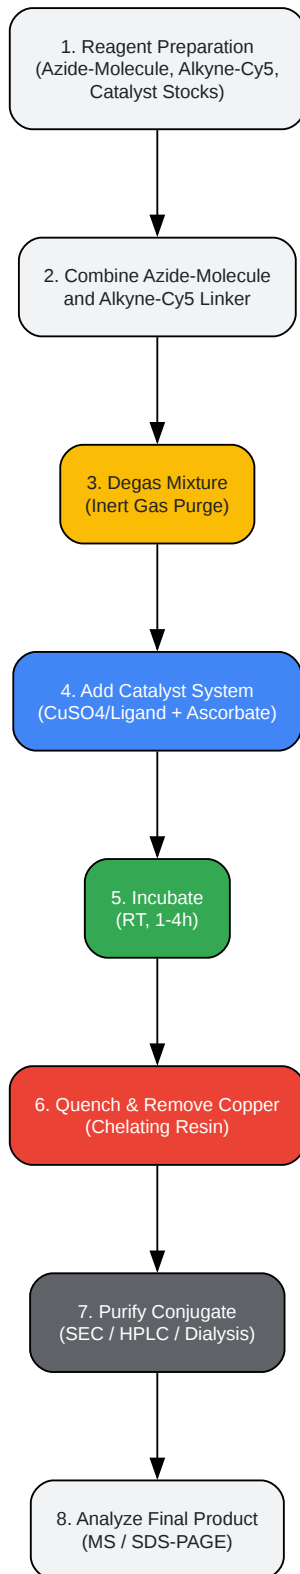 1. Reagent Preparation
(Azide-Molecule, Alkyne-Cy5,
Catalyst Stocks)
2. Combine Azide-Molecule
and Alkyne-Cy5 Linker
3. Degas Mixture
(Inert Gas Purge)
4. Add Catalyst System
(CuSO4/Ligand + Ascorbate)
5. Incubate
(RT, 1-4h)
6. Quench & Remove Copper
(Chelating Resin)
7. Purify Conjugate
(SEC / HPLC / Dialysis)
8. Analyze Final Product
(MS / SDS-PAGE)